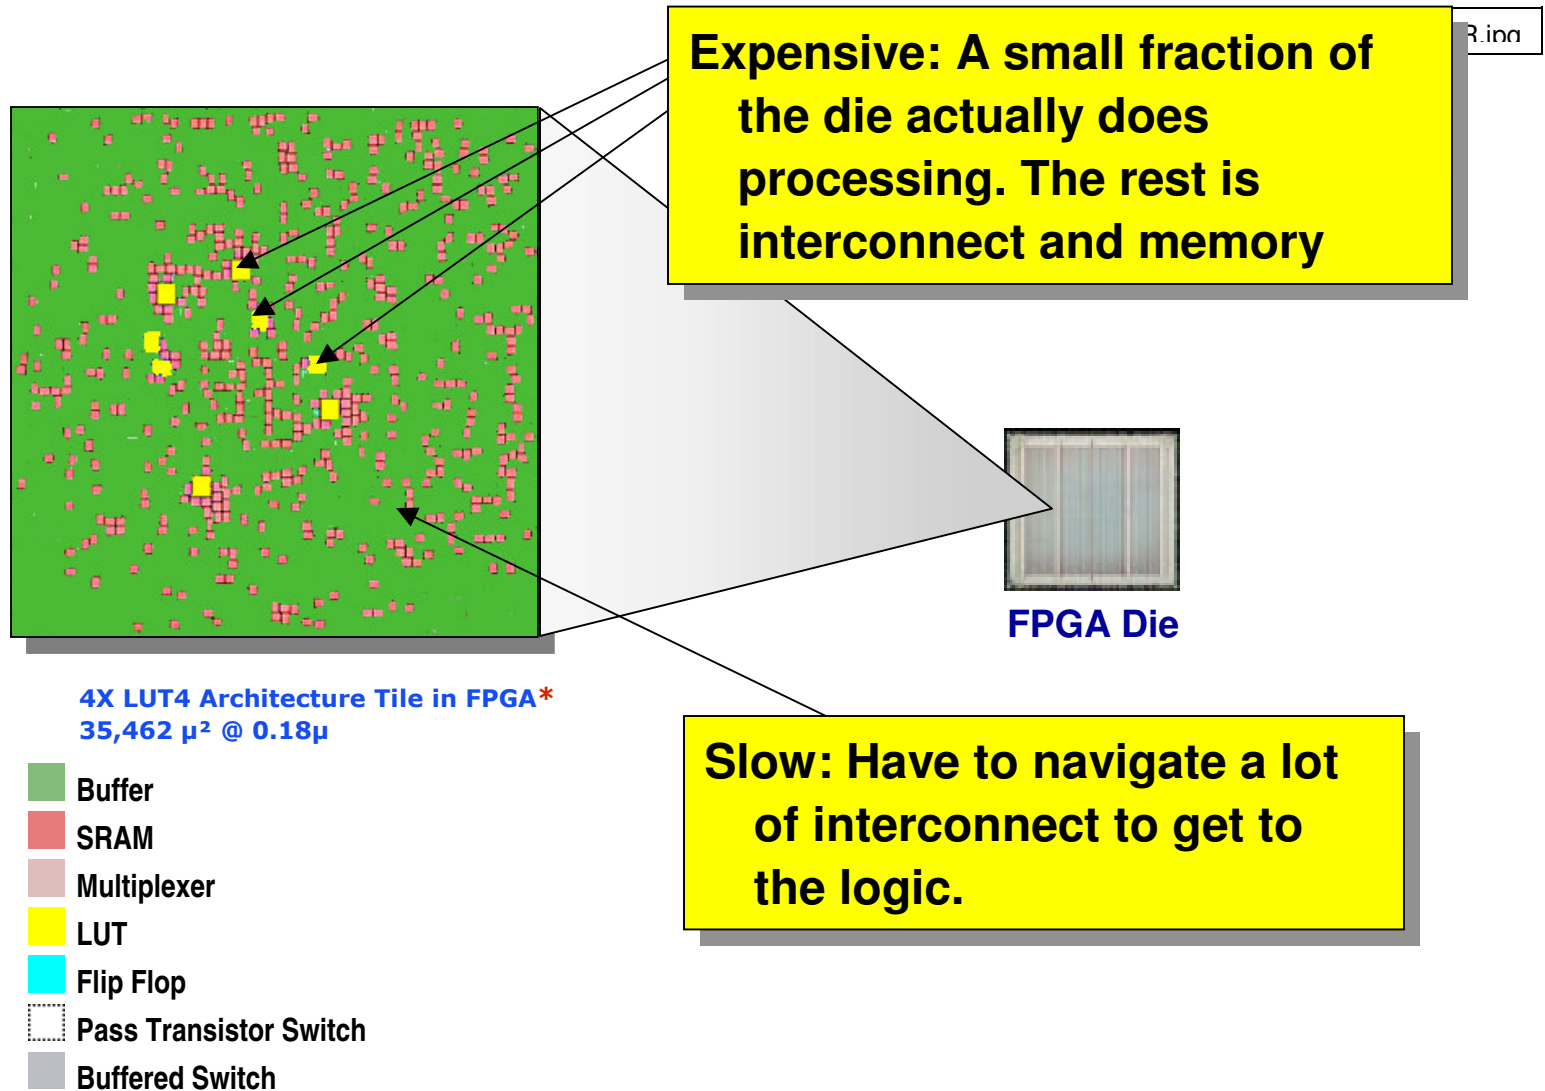 Expensive: A small fraction of
the die actually does
processing. The rest is
interconnect and memory
FPGA Die
4X LUT4 Architecture Tile in FPGA*
35,462 µ² @ 0.18µ
Slow: Have to navigate a lot
of interconnect to get to
the logic.
Buffer
SRAM
Multiplexer
LUT
Flip Flop
Pass Transistor Switch
Buffered Switch